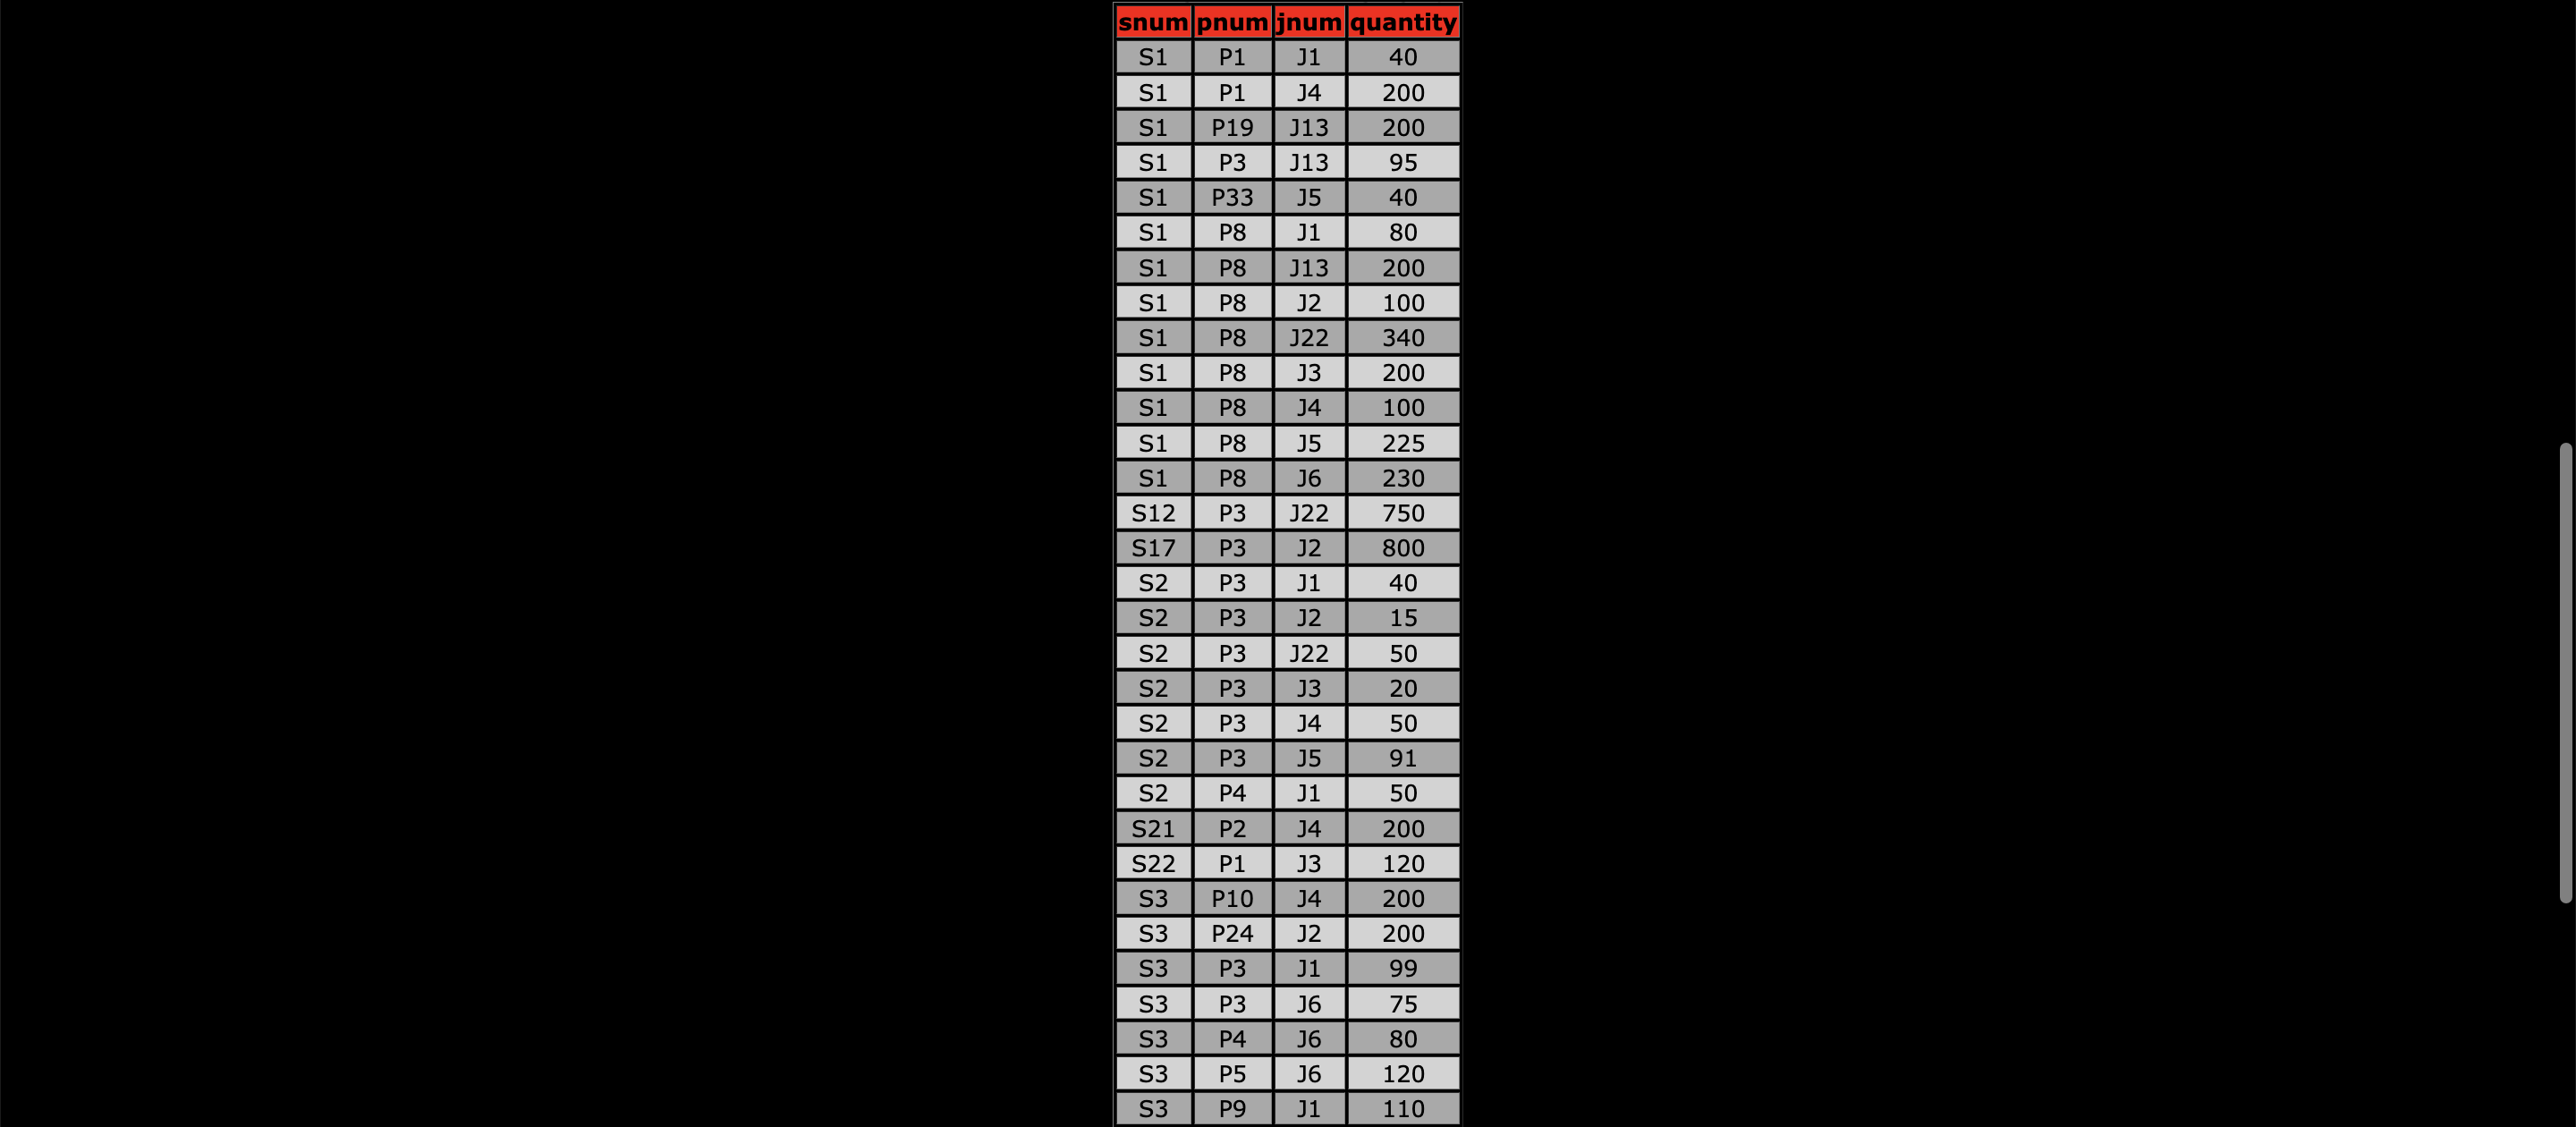 snum pnum jnum quantity
S1 P1 J1 40
S1 P1 J4 200
S1 P19 J13 200
S1 P3 J13 95
S1 P33 J5 40
S1 P8 J1 80
S1 P8 J13 200
S1 P8 J2 100
S1 P8 J22 340
S1 P8 J3 200
S1 P8 J4 100
S1 P8 J5 225
S1 P8 J6 230
S12 P3 J22 750
S17 P3 J2 800
S2 P3 J1 40
S2 P3 J2 15
S2 P3 J22 50
S2 P3 J3 20
S2 P3 J4 50
S2 P3 J5 91
S2 P4 J1 50
S21 P2 J4 200
S22 P1 J3 120
S3 P10 J4 200
S3 P24 J2 200
S3 P3 J1 99
S3 P3 J6 75
S3 P4 J6 80
S3 P5 J6 120
S3 P9 J1 110